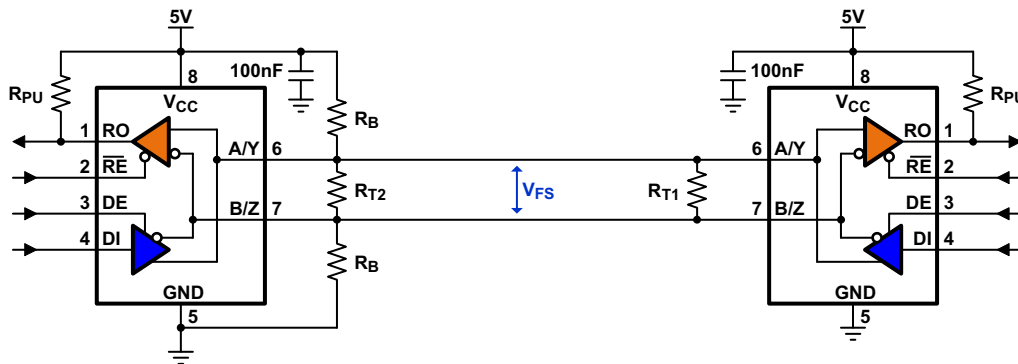 5V 5V
8 100nF 100nF 8
RPU VCC RB VCC RPU
1 RO RO 1
A/Y 6 6 A/Y
2 RE RE 2
RT2 VFS RT1
3 DE B/Z 7 7 B/Z DE 3
4 DI DI 4
RB
GND GND
5 5